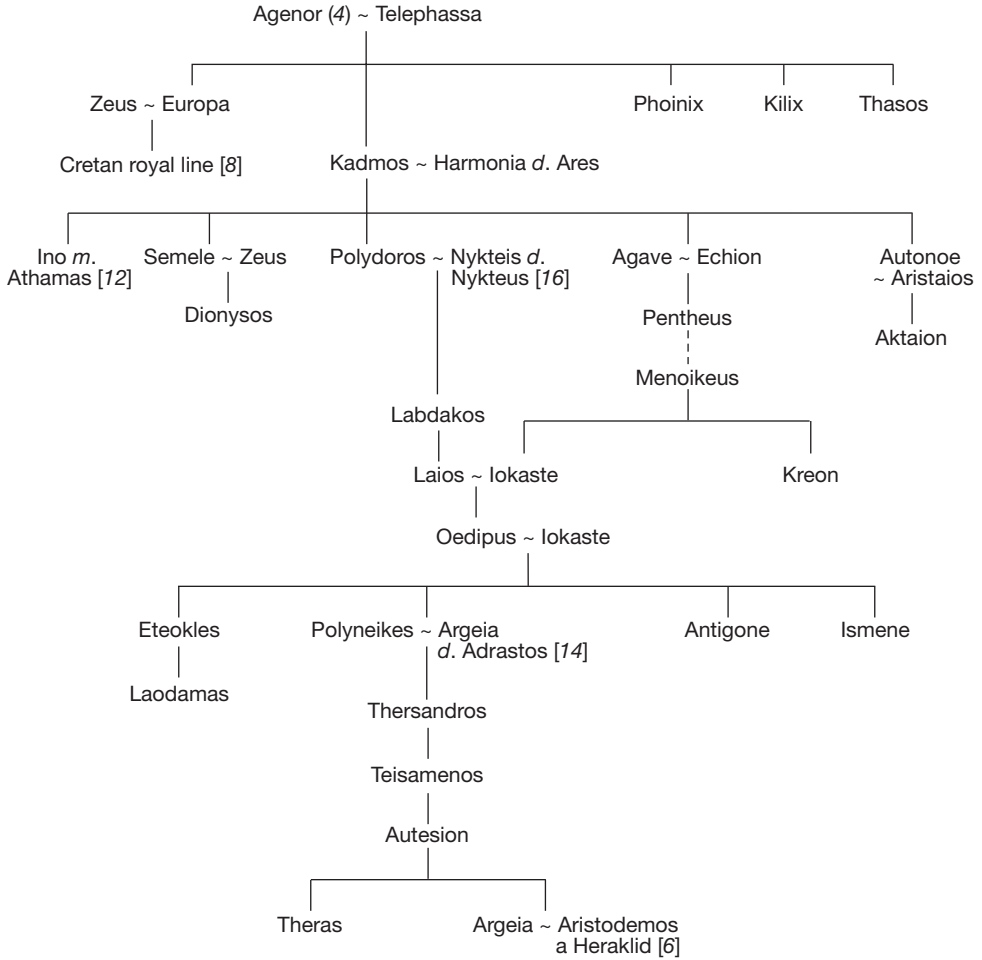 Agenor (4) ~ Telephassa
Zeus ~ Europa Phoinix Kilix Thasos
Cretan royal line [8] Kadmos ~ Harmonia d. Ares
Ino m. Semele ~ Zeus Polydoros ~ Nykteis d. Agave ~ Echion Autonoe
Athamas [12] Nykteus [16] ~ Aristaios
Dionysos Pentheus
Aktaion
Menoikeus
Labdakos
Laios ~ Iokaste Kreon
Oedipus ~ Iokaste
Eteokles Polyneikes ~ Argeia Antigone Ismene
d. Adrastos [14]
Laodamas
Thersandros
Teisamenos
Autesion
Theras Argeia ~ Aristodemos
a Heraklid [6]